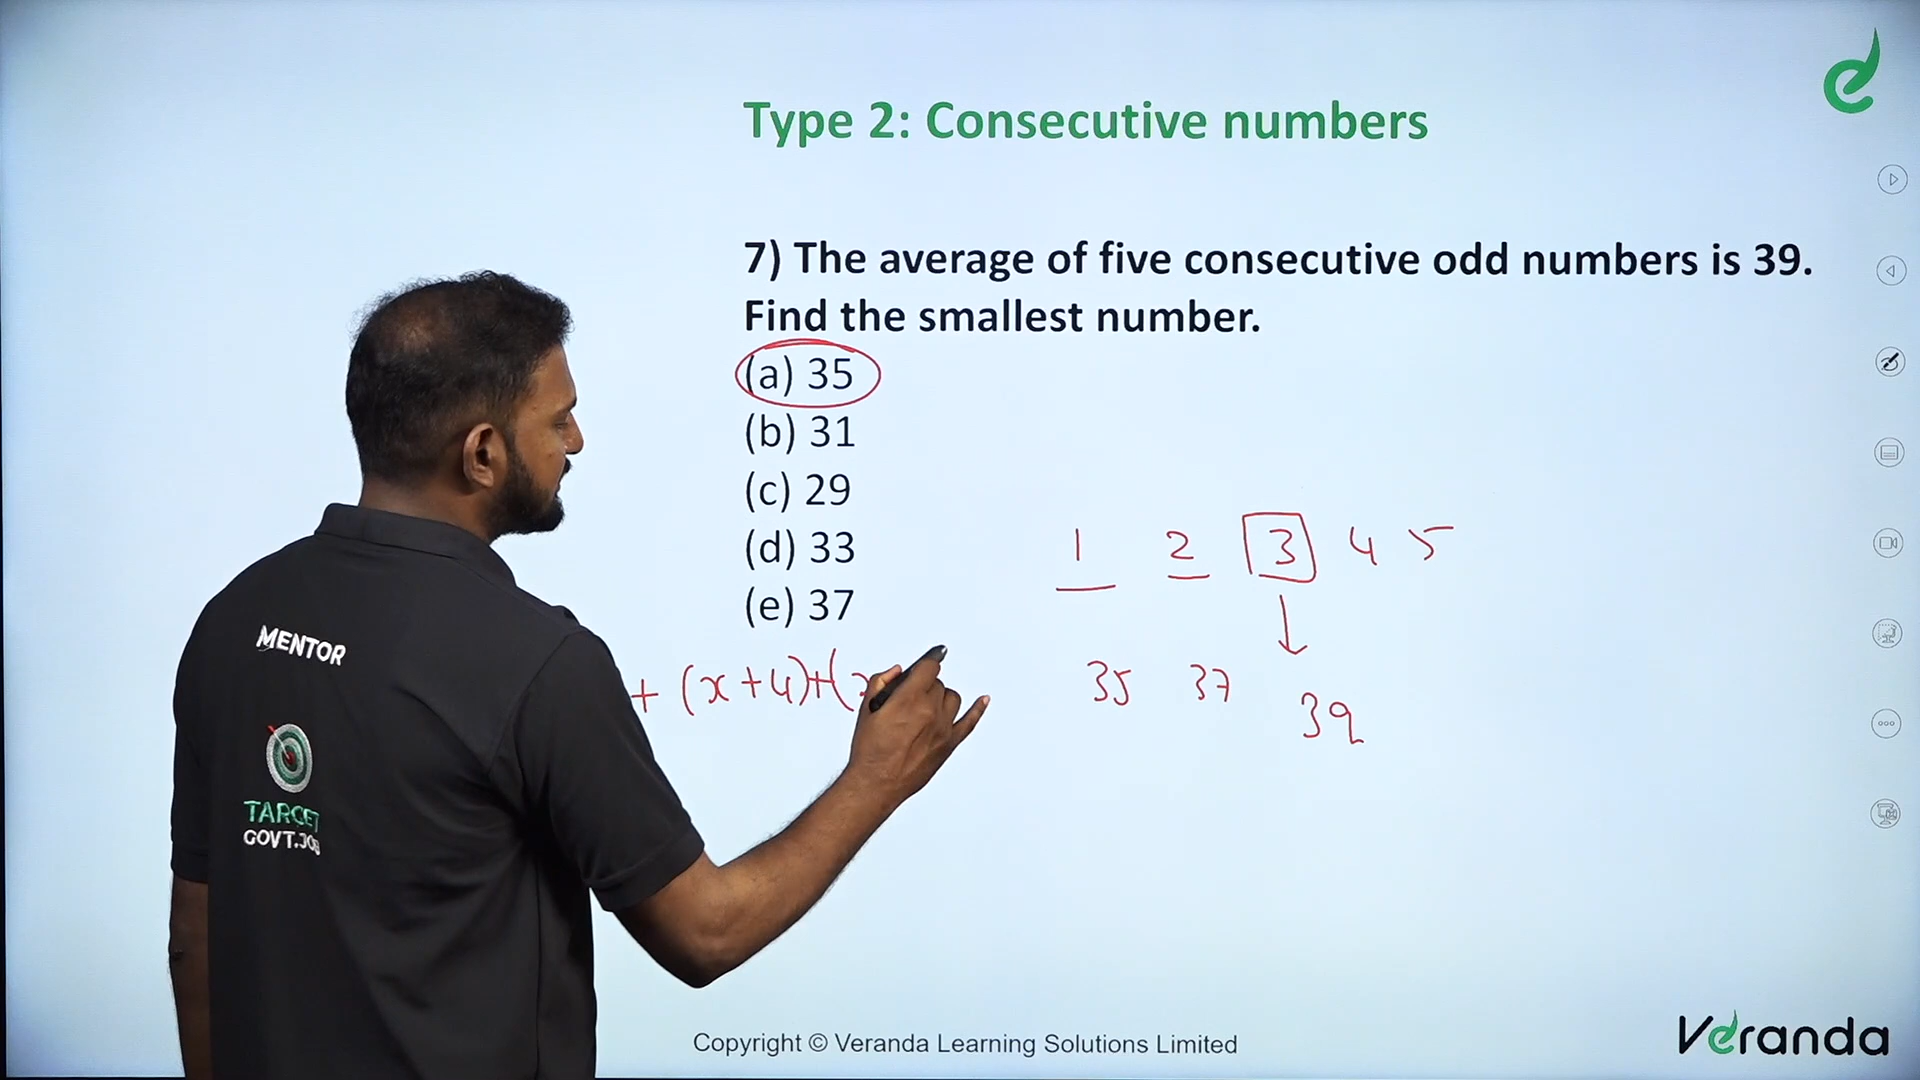 Type 2: Consecutive numbers
7) The average of five consecutive odd numbers is 39.
Find the smallest number.
(a) 35
(b) 31
(c) 29
(d) 33
(e) 37
1 2 3 4 5
+ (x+4)+(
35 37
39
MENTOR
TARGET
GOVT.JOB
Copyright © Veranda Learning Solutions Limited
Veranda